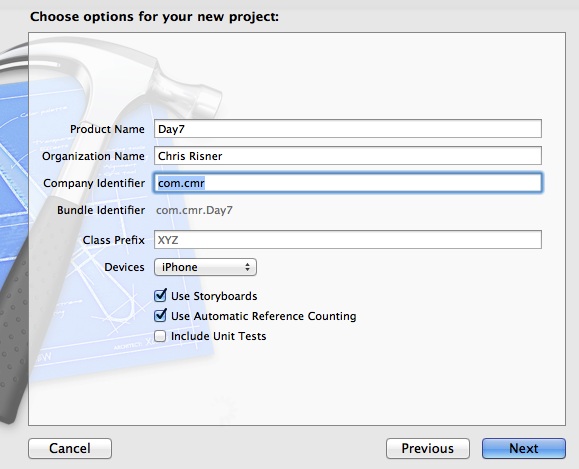 Choose options for your new project:
Product Name Day7
Organization Name Chris Risner
Company Identifier com.cmr
Bundle Identifier com.cmr.Day7
Class Prefix XYZ
Devices iPhone
Use Storyboards
Use Automatic Reference Counting
Include Unit Tests
Cancel Previous Next